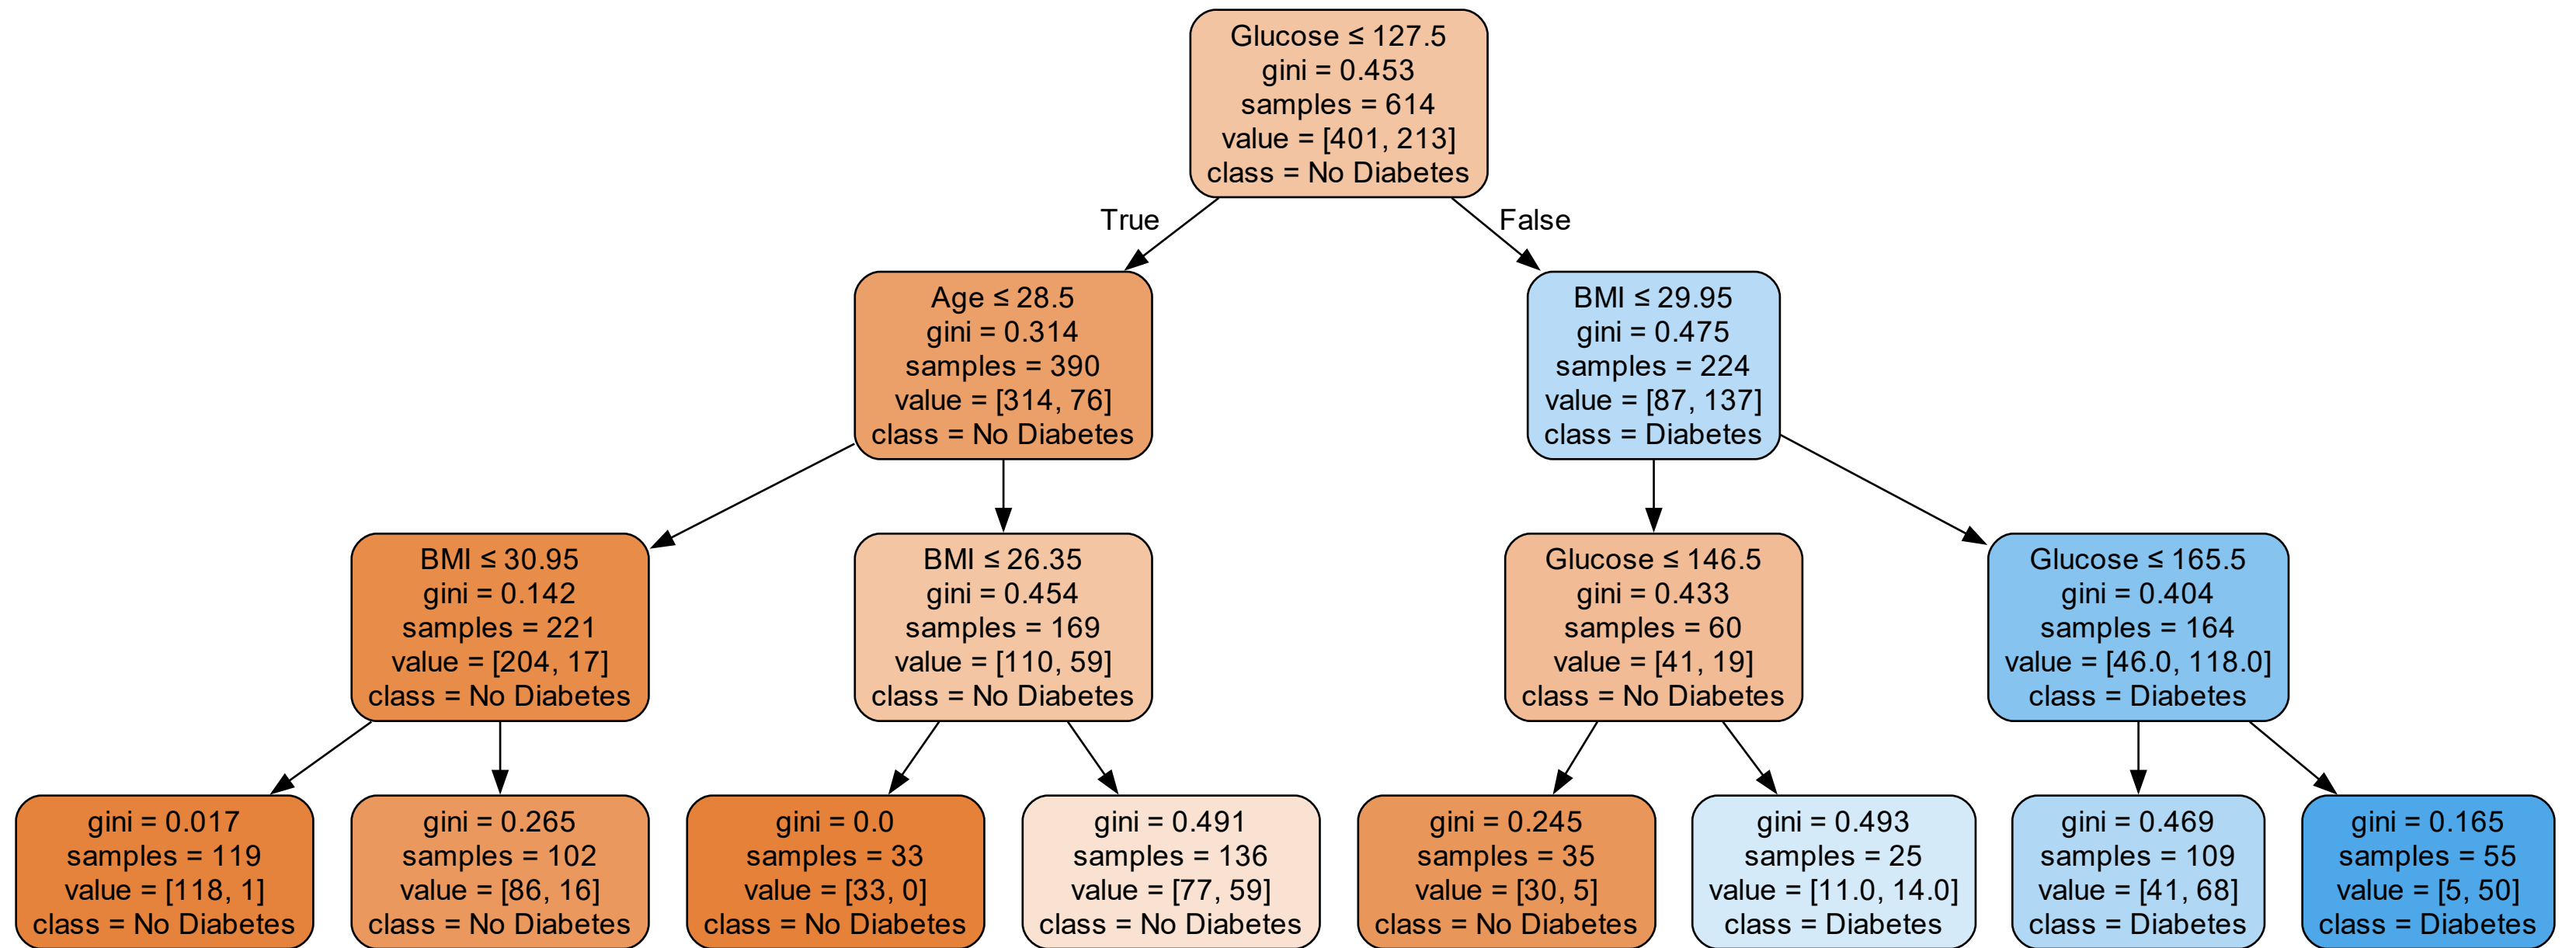 Glucose ≤ 127.5
gini = 0.453
samples = 614
value = [401, 213]
class = No Diabetes
True
False
Age ≤ 28.5
gini = 0.314
samples = 390
value = [314, 76]
class = No Diabetes
BMI ≤ 29.95
gini = 0.475
samples = 224
value = [87, 137]
class = Diabetes
BMI ≤ 30.95
gini = 0.142
samples = 221
value = [204, 17]
class = No Diabetes
BMI ≤ 26.35
gini = 0.454
samples = 169
value = [110, 59]
class = No Diabetes
Glucose ≤ 146.5
gini = 0.433
samples = 60
value = [41, 19]
class = No Diabetes
Glucose ≤ 165.5
gini = 0.404
samples = 164
value = [46.0, 118.0]
class = Diabetes
gini = 0.017
samples = 119
value = [118, 1]
class = No Diabetes
gini = 0.265
samples = 102
value = [86, 16]
class = No Diabetes
gini = 0.0
samples = 33
value = [33, 0]
class = No Diabetes
gini = 0.491
samples = 136
value = [77, 59]
class = No Diabetes
gini = 0.245
samples = 35
value = [30, 5]
class = No Diabetes
gini = 0.493
samples = 25
value = [11.0, 14.0]
class = Diabetes
gini = 0.469
samples = 109
value = [41, 68]
class = Diabetes
gini = 0.165
samples = 55
value = [5, 50]
class = Diabetes